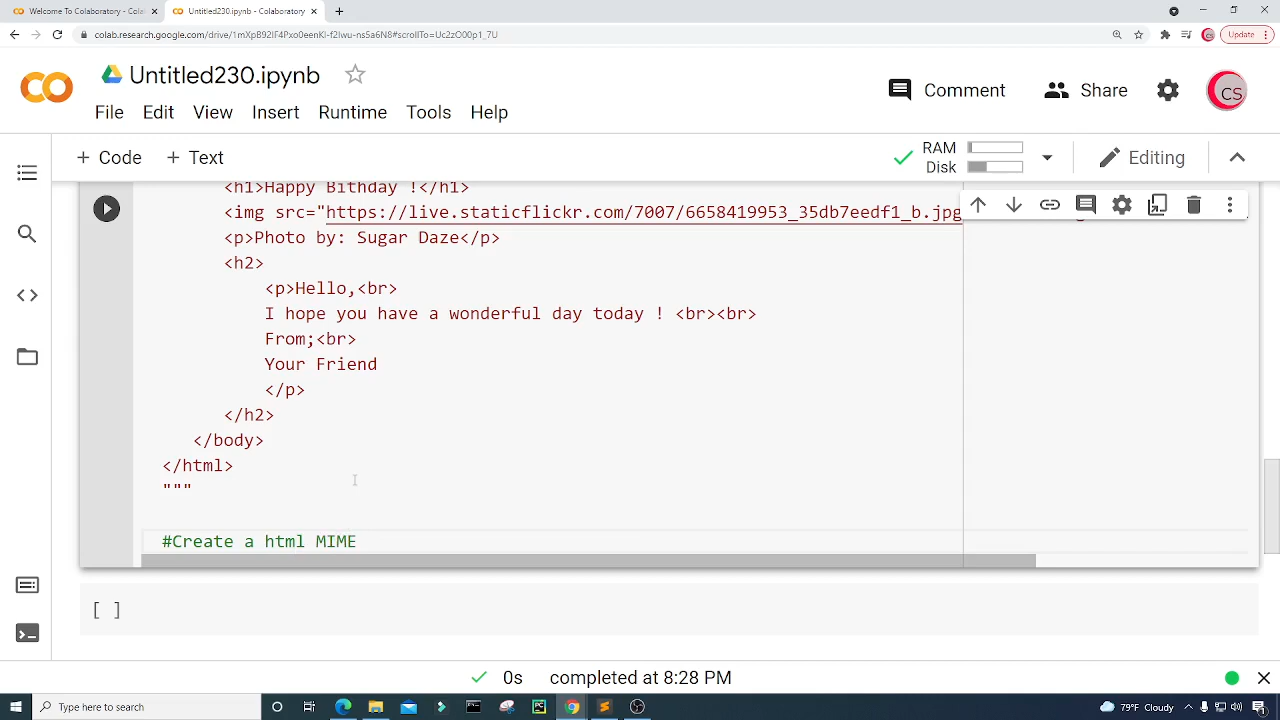 Welcome To Colaboratory - Colal
Untitled230.ipynb - Colaboratory
colab.research.google.com/drive/1mXpB92IF4Pxo0eenKl-f2Iwu-ns5a6N8#scrollTo=Uc2zO00p1_7U
Update
Untitled230.ipynb
Comment
Share
CS
File Edit View Insert Runtime Tools Help
+ Code + Text
RAM
Disk
Editing
<h1>Happy Bithday !</h1>
<img src="https://live.staticflickr.com/7007/6658419953_35db7eedf1_b.jpg
<p>Photo by: Sugar Daze</p>
<h2>
<p>Hello,<br>
I hope you have a wonderful day today ! <br><br>
From;<br>
Your Friend
</p>
</h2>
</body>
</html>
"""
#Create a html MIME
[ ]
0s completed at 8:28 PM
Type here to search
79°F Cloudy